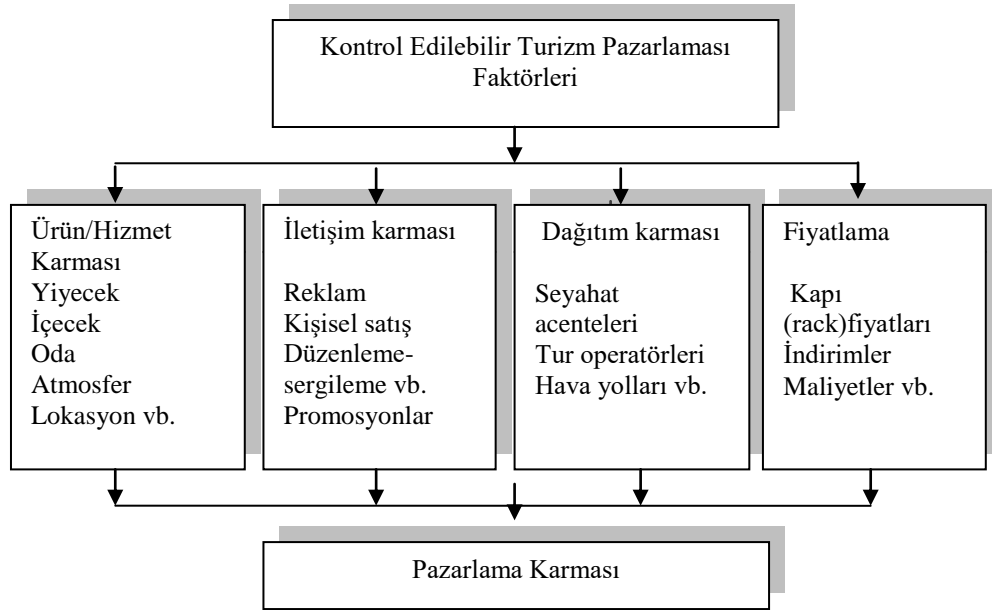 Kontrol Edilebilir Turizm Pazarlaması
Faktörleri
Ürün/Hizmet
Karması
Yiyecek
İçecek
Oda
Atmosfer
Lokasyon vb.
İletişim karması
Reklam
Kişisel satış
Düzenleme-
sergileme vb.
Promosyonlar
Dağıtım karması
Seyahat
acenteleri
Tur operatörleri
Hava yolları vb.
Fiyatlama
Kapı
(rack)fiyatları
İndirimler
Maliyetler vb.
Pazarlama Karması